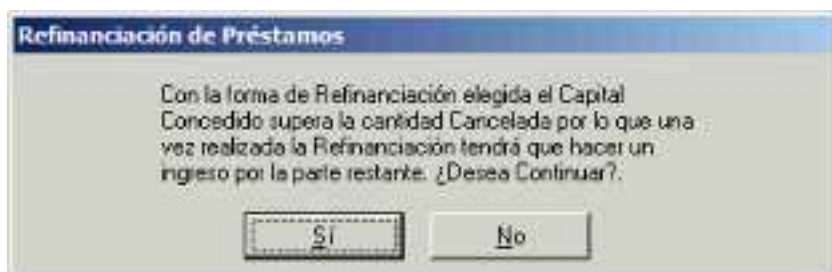 Refinanciación de Préstamos
Con la forma de Refinanciación elegida el Capital
Concedido supera la cantidad Cancelada por lo que una
vez realizada la Refinanciación tendrá que hacer un
ingreso por la parte restante. ¿Desea Continuar?.
Sí
No